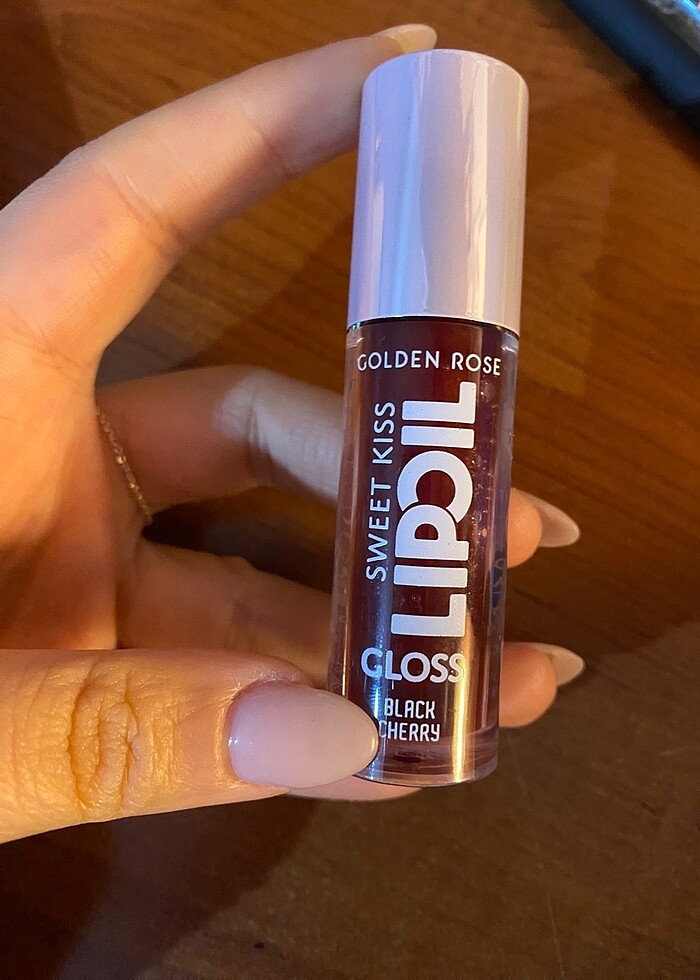 GOLDEN ROSE
SWEET KISS
LIPOIL
GLOSS
BLACK
CHERRY